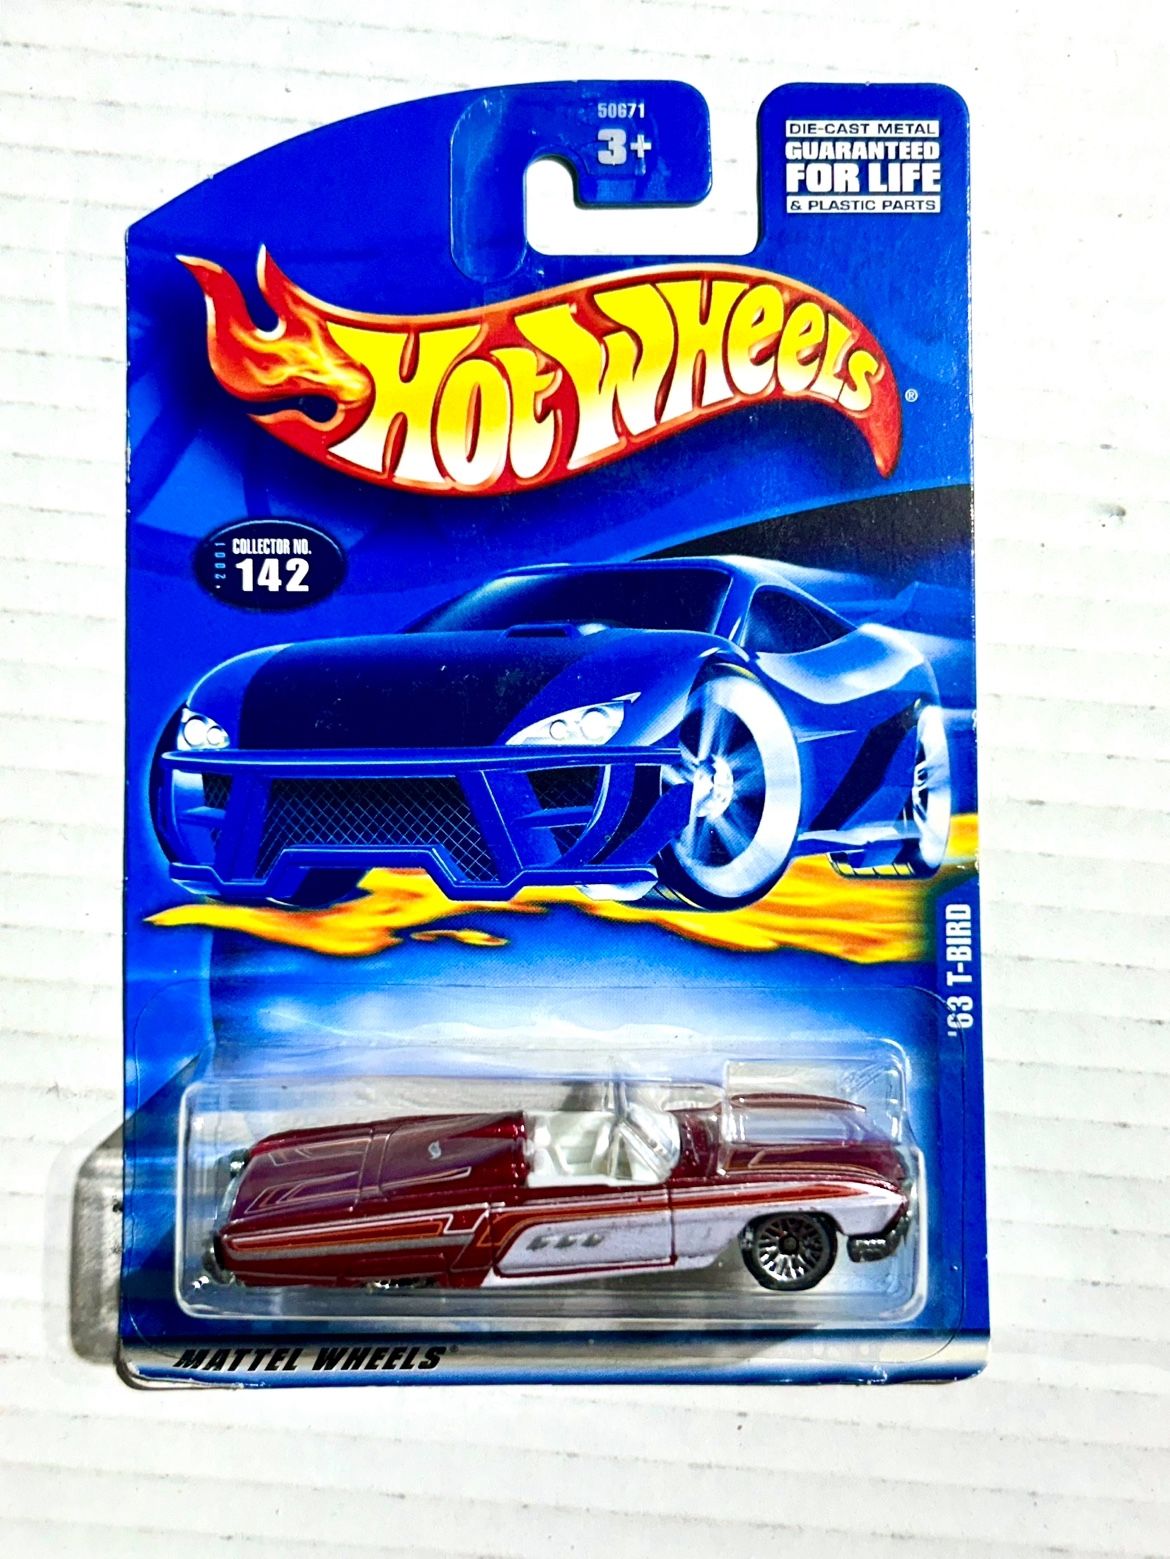 50671
3+
DIE-CAST METAL
GUARANTEED
FOR LIFE
& PLASTIC PARTS
HOT WHEELS®
2001
COLLECTOR NO.
142
'63 T-BIRD
MATTEL WHEELS